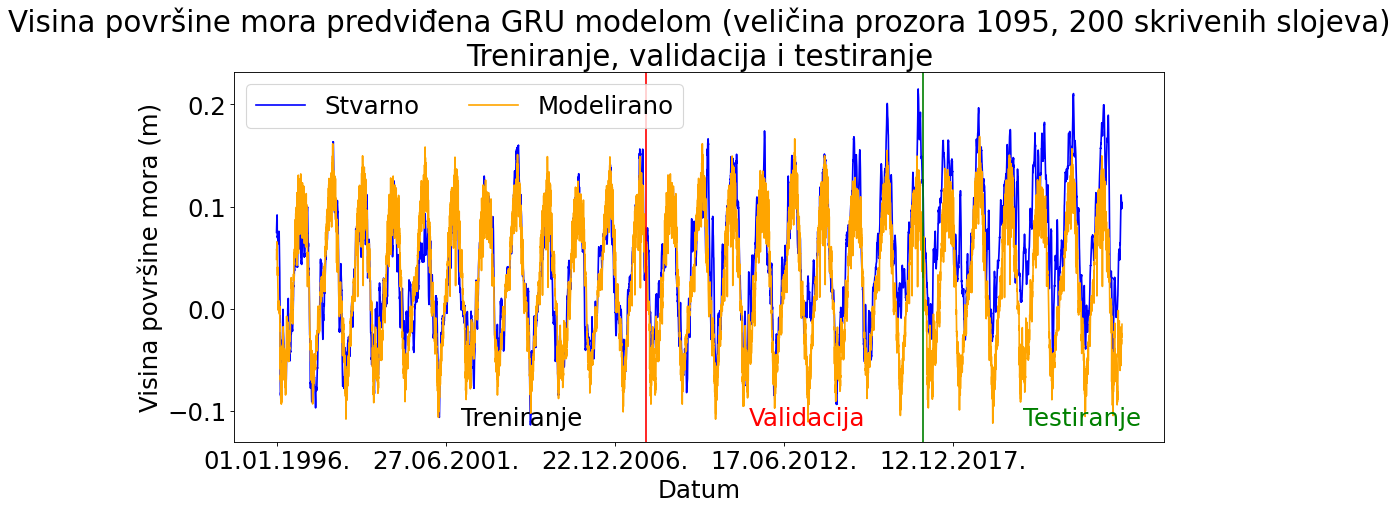 Visina površine mora predviđena GRU modelom (veličina prozora 1095, 200 skrivenih slojeva)
Treniranje, validacija i testiranje
Stvarno
Modelirano
Visina površine mora (m)
0.2
0.1
0.0
−0.1
Treniranje
Validacija
Testiranje
01.01.1996.
27.06.2001.
22.12.2006.
17.06.2012.
12.12.2017.
Datum